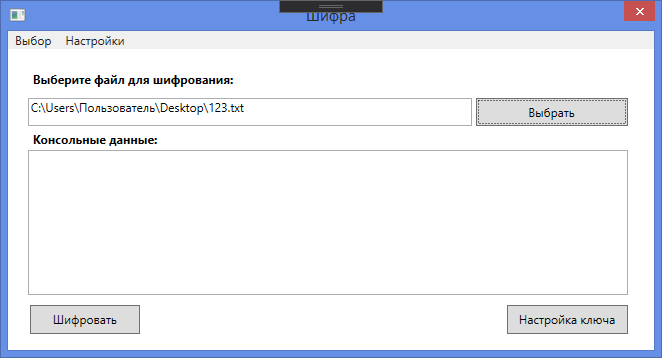 Шифра
Выбор Настройки
Выберите файл для шифрования:
C:\Users\Пользователь\Desktop\123.txt
Выбрать
Консольные данные:
Шифровать
Настройка ключа